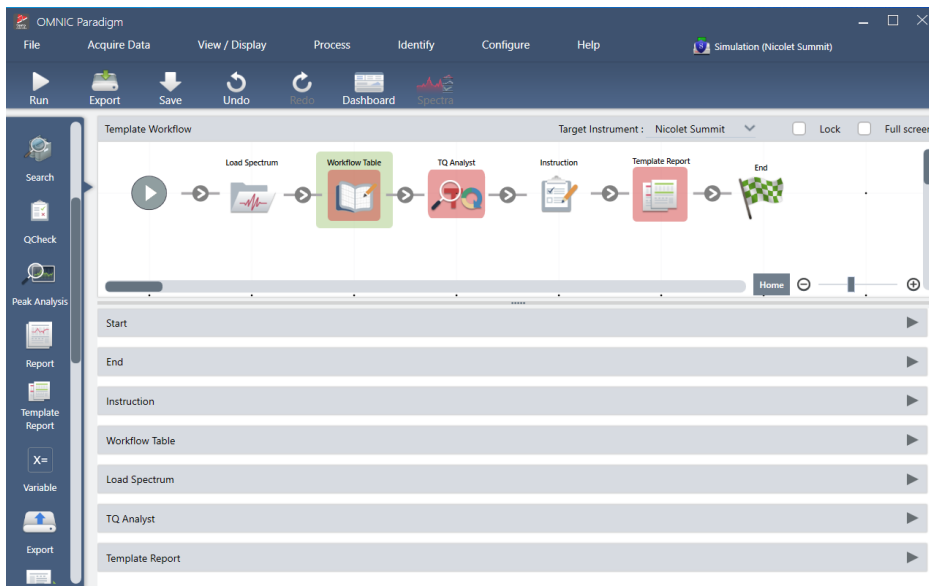 OMNIC Paradigm
File Acquire Data View / Display Process Identify Configure Help Simulation (Nicolet Summit)
Run Export Save Undo Redo Dashboard Spectra
Template Workflow Target Instrument : Nicolet Summit Lock Full screen
Load Spectrum Workflow Table TQ Analyst Instruction Template Report End
Search
QCheck
Peak Analysis
Report
Template
Report
X=
Variable
Export
Home
Start
End
Instruction
Workflow Table
Load Spectrum
TQ Analyst
Template Report